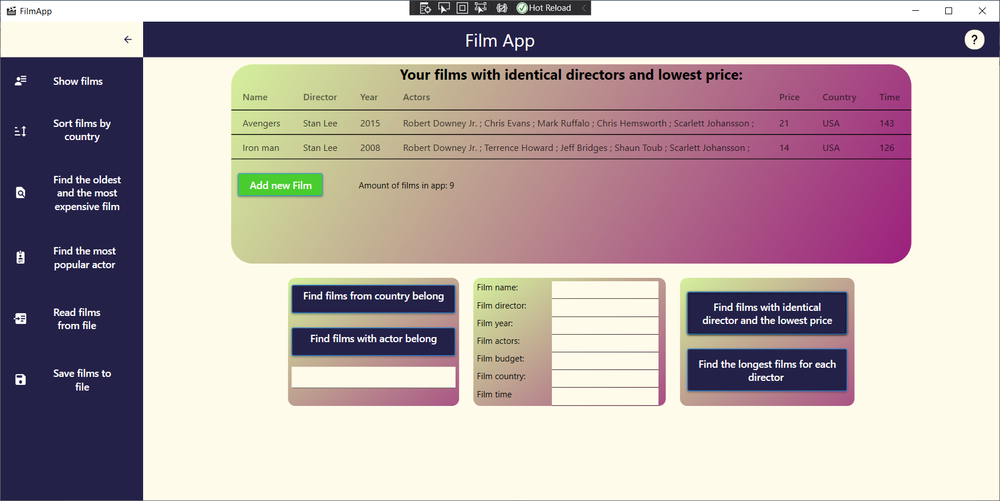 FilmApp
Hot Reload
Film App
?
Show films
Sort films by
country
Find the oldest
and the most
expensive film
Find the most
popular actor
Read films
from file
Save films to
file
Your films with identical directors and lowest price:
Name Director Year Actors Price Country Time
Avengers Stan Lee 2015 Robert Downey Jr. ; Chris Evans ; Mark Ruffalo ; Chris Hemsworth ; Scarlett Johansson ; 21 USA 143
Iron man Stan Lee 2008 Robert Downey Jr. ; Terrence Howard ; Jeff Bridges ; Shaun Toub ; Scarlett Johansson ; 14 USA 126
Add new Film
Amount of films in app: 9
Find films from country belong
Find films with actor belong
Film name:
Film director:
Film year:
Film actors:
Film budget:
Film country:
Film time
Find films with identical
director and the lowest price
Find the longest films for each
director